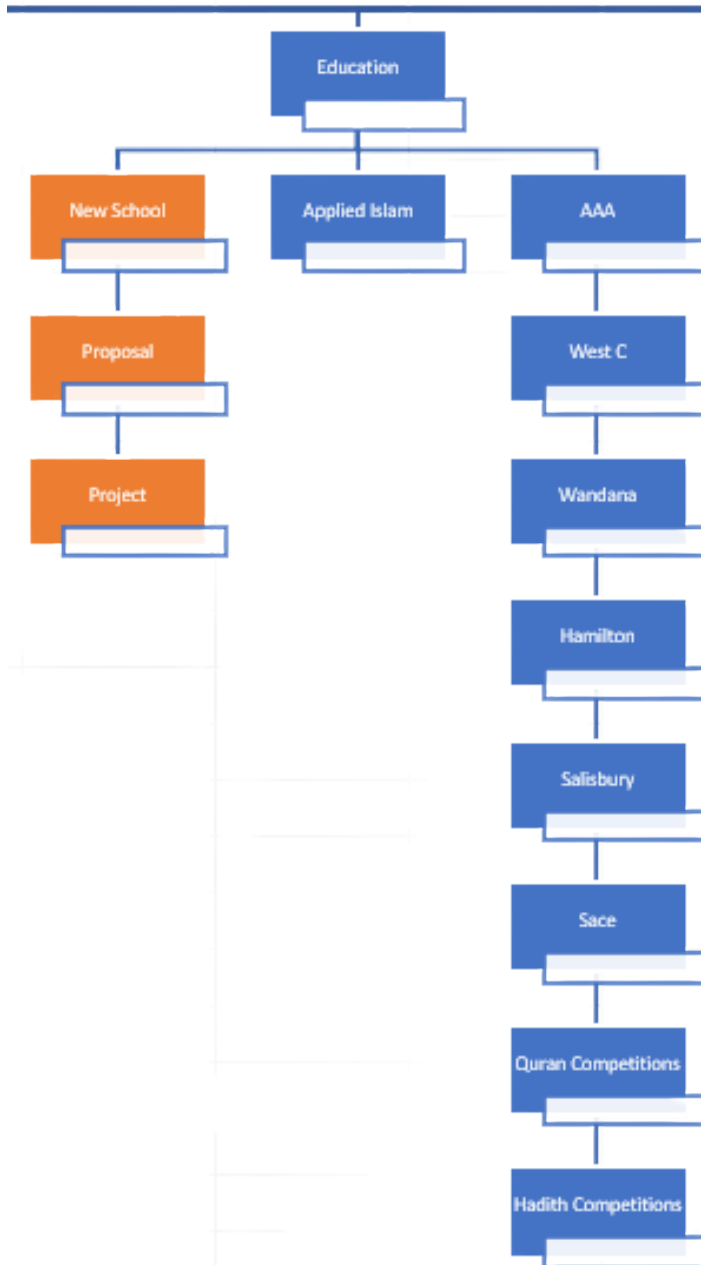 Education
New School
Applied Islam
AAA
Proposal
West C
Project
Wandana
Hamilton
Salisbury
Sace
Quran Competitions
Hadith Competitions